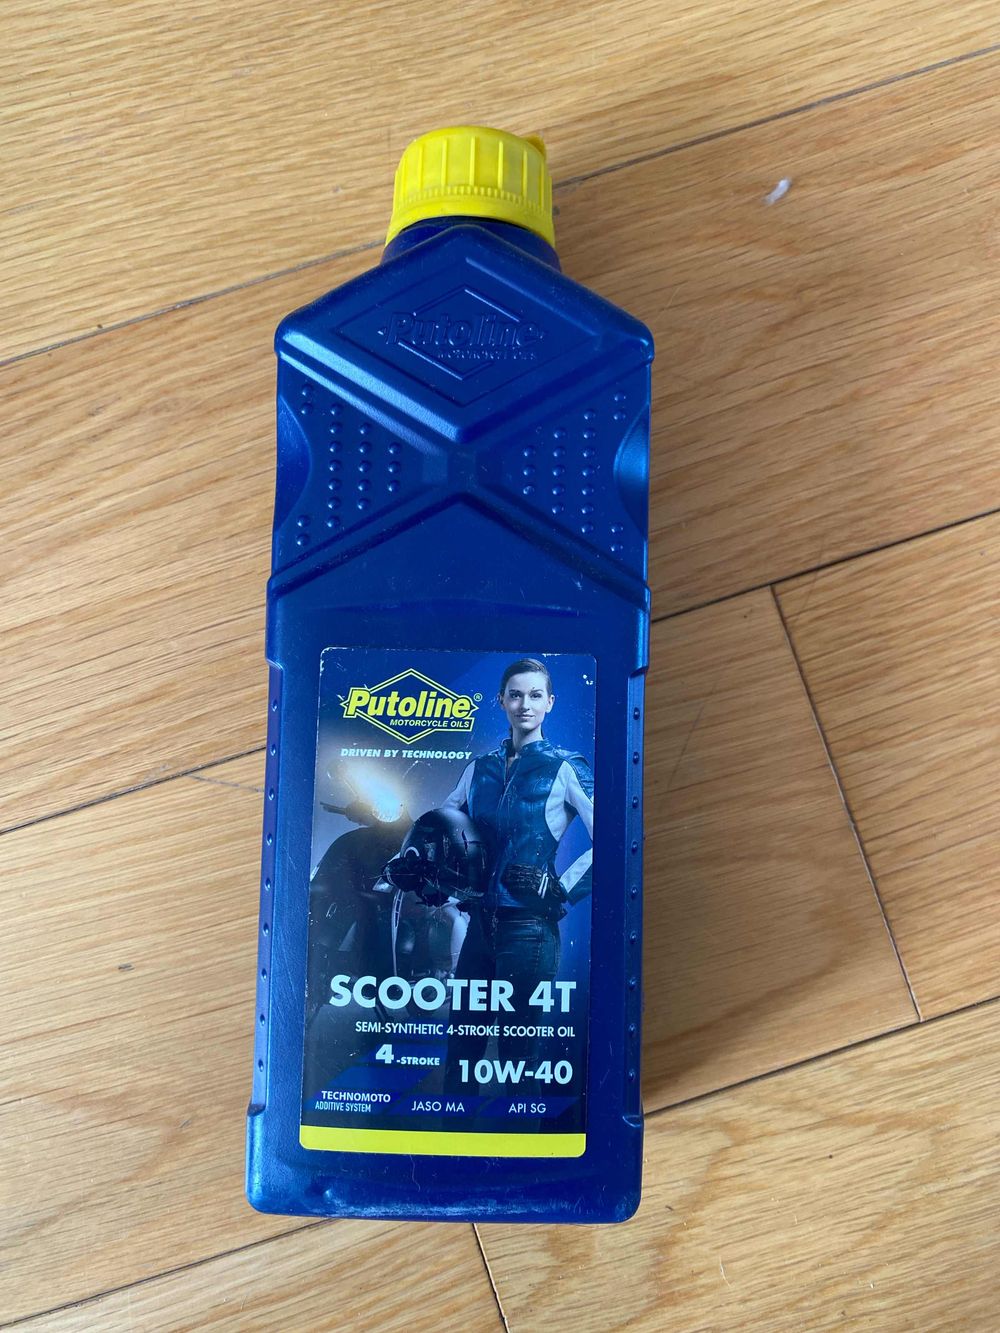 Putoline
MOTORCYCLE OILS
Putoline®
MOTORCYCLE OILS
DRIVEN BY TECHNOLOGY
SCOOTER 4T
SEMI-SYNTHETIC 4-STROKE SCOOTER OIL
4-STROKE
10W-40
TECHNOMOTO
ADDITIVE SYSTEM
JASO MA
API SG